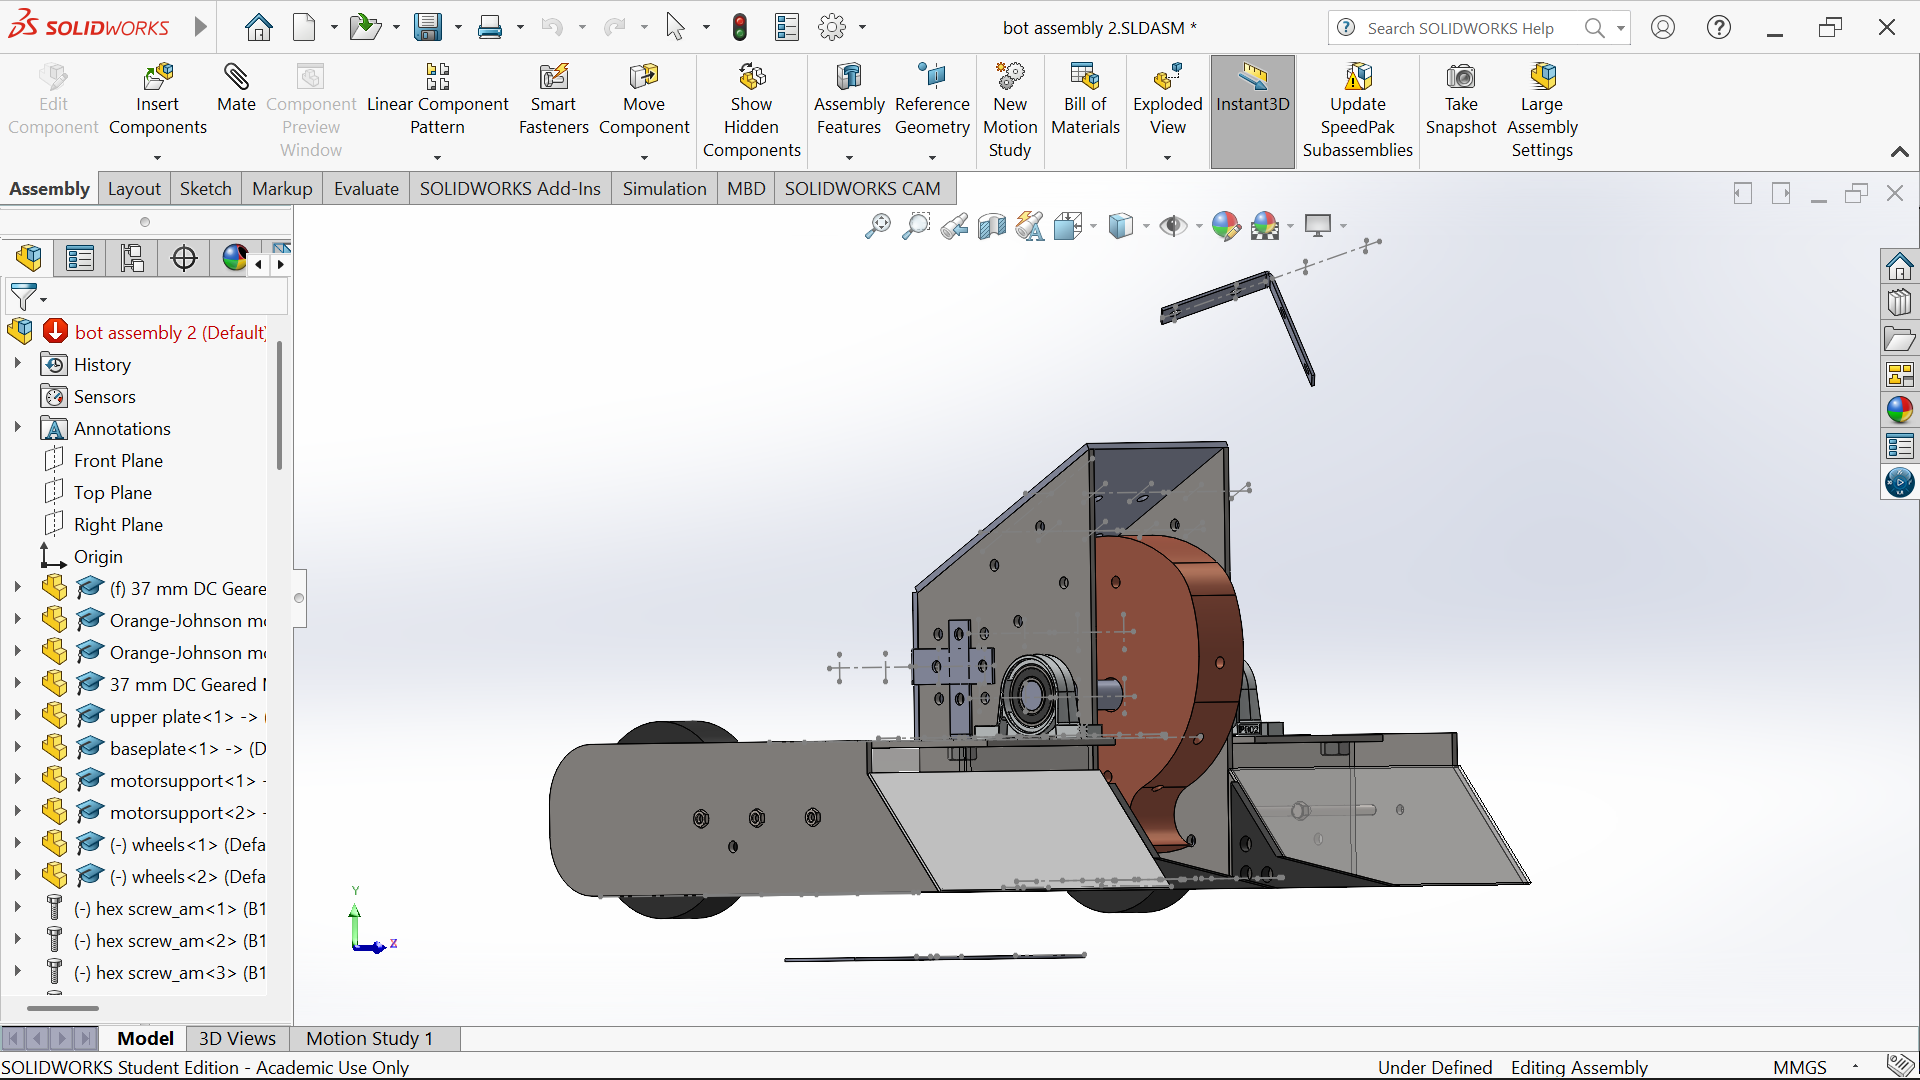 SOLIDWORKS
bot assembly 2.SLDASM *
Search SOLIDWORKS Help
Edit Component
Insert Components
Mate
Component Preview Window
Linear Component Pattern
Smart Fasteners
Move Component
Show Hidden Components
Assembly Features
Reference Geometry
New Motion Study
Bill of Materials
Exploded View
Instant3D
Update SpeedPak Subassemblies
Take Snapshot
Large Assembly Settings
Assembly
Layout
Sketch
Markup
Evaluate
SOLIDWORKS Add-Ins
Simulation
MBD
SOLIDWORKS CAM
bot assembly 2 (Default)
History
Sensors
Annotations
Front Plane
Top Plane
Right Plane
Origin
(f) 37 mm DC Geare
Orange-Johnson mo
Orange-Johnson mo
37 mm DC Geared M
upper plate<1> -> (
baseplate<1> -> (D
motorsupport<1> -
motorsupport<2> -
(-) wheels<1> (Defa
(-) wheels<2> (Defa
(-) hex screw_am<1> (B1
(-) hex screw_am<2> (B1
(-) hex screw_am<3> (B1
202
Y
Z
Model
3D Views
Motion Study 1
SOLIDWORKS Student Edition - Academic Use Only
Under Defined
Editing Assembly
MMGS